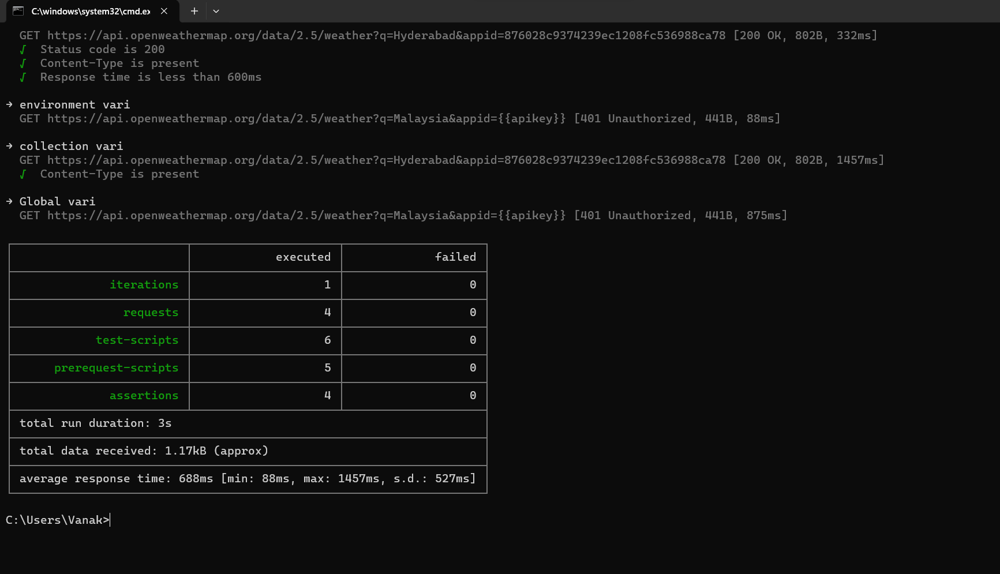 C:\windows\system32\cmd.ex
GET https://api.openweathermap.org/data/2.5/weather?q=Hyderabad&appid=876028c9374239ec1208fc536988ca78 [200 OK, 802B, 332ms]
√ Status code is 200
√ Content-Type is present
√ Response time is less than 600ms
→ environment vari
GET https://api.openweathermap.org/data/2.5/weather?q=Malaysia&appid={{apikey}} [401 Unauthorized, 441B, 88ms]
→ collection vari
GET https://api.openweathermap.org/data/2.5/weather?q=Hyderabad&appid=876028c9374239ec1208fc536988ca78 [200 OK, 802B, 1457ms]
√ Content-Type is present
→ Global vari
GET https://api.openweathermap.org/data/2.5/weather?q=Malaysia&appid={{apikey}} [401 Unauthorized, 441B, 875ms]
executed failed
iterations 1 0
requests 4 0
test-scripts 6 0
prerequest-scripts 5 0
assertions 4 0
total run duration: 3s
total data received: 1.17kB (approx)
average response time: 688ms [min: 88ms, max: 1457ms, s.d.: 527ms]
C:\Users\Vanak>